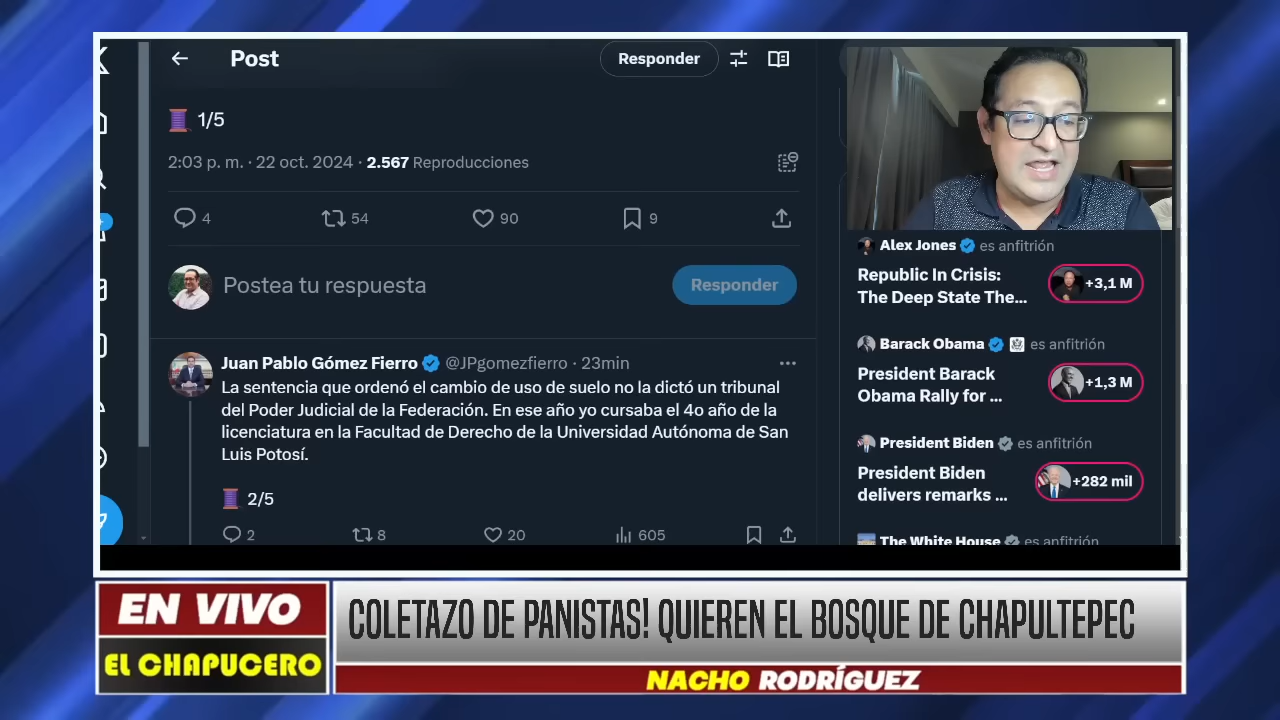 Post
Responder
1/5
2:03 p. m. · 22 oct. 2024 · 2.567 Reproducciones
4
54
90
9
Postea tu respuesta
Responder
Juan Pablo Gómez Fierro @JPgomezfierro · 23min
La sentencia que ordenó el cambio de uso de suelo no la dictó un tribunal
del Poder Judicial de la Federación. En ese año yo cursaba el 4o año de la
licenciatura en la Facultad de Derecho de la Universidad Autónoma de San
Luis Potosí.
2/5
2
8
20
605
Alex Jones es anfitrión
Republic In Crisis:
The Deep State The...
+3,1 M
Barack Obama es anfitrión
President Barack
Obama Rally for ...
+1,3 M
President Biden es anfitrión
President Biden
delivers remarks ...
+282 mil
The White House es anfitrión
EN VIVO
EL CHAPUCERO
COLETAZO DE PANISTAS! QUIEREN EL BOSQUE DE CHAPULTEPEC
NACHO RODRÍGUEZ